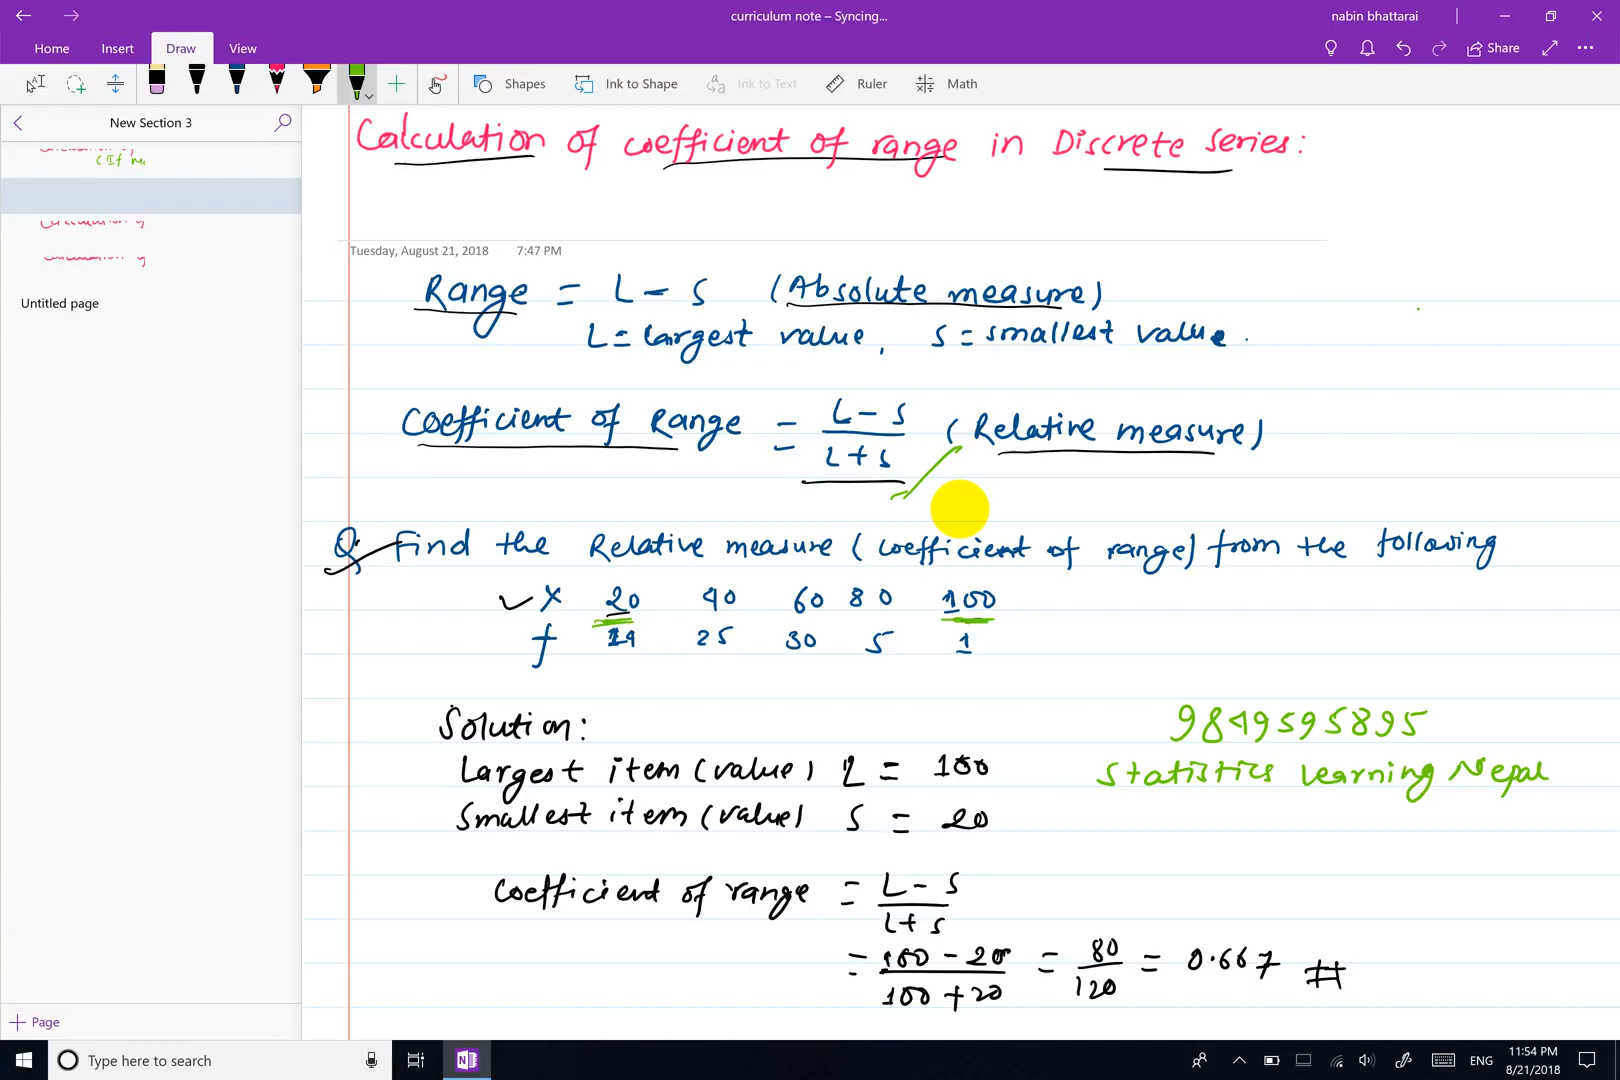 curriculum note – Syncing...
nabin bhattarai
Home Insert Draw View
Share
Shapes Ink to Shape Ink to Text Ruler Math
New Section 3
(If
Untitled page
Page
Calculation of coefficient of range in Discrete series:
Tuesday, August 21, 2018 7:47 PM
Range = L - S (Absolute measure)
L = largest value, S = smallest value.
Coefficient of Range = L - S / L + S (Relative measure)
Q. Find the Relative measure (coefficient of range) from the following
X 20 40 60 80 100
f 14 25 30 5 1
Solution:
Largest item (value) L = 100
Smallest item (value) S = 20
9849595895
Statistics learning Nepal
Coefficient of range = L - S / L + S
= 100 - 20 / 100 + 20 = 80 / 120 = 0.667 #
Type here to search
ENG
11:54 PM
8/21/2018